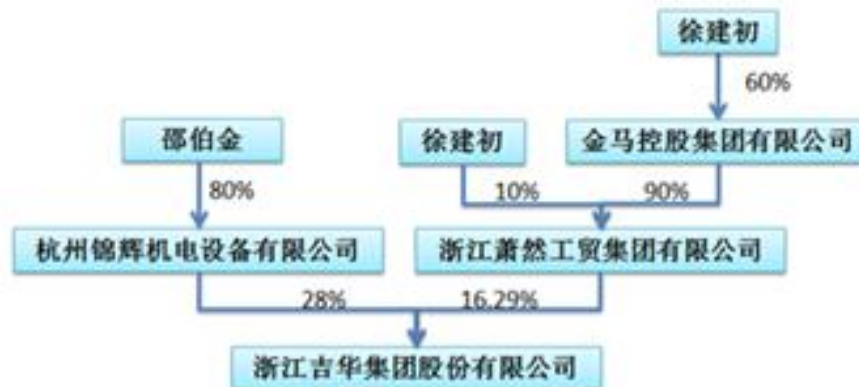 徐建初
60%
邵伯金
徐建初
金马控股集团有限公司
80%
10%
90%
杭州锦辉机电设备有限公司
浙江萧然工贸集团有限公司
28%
16.29%
浙江吉华集团股份有限公司